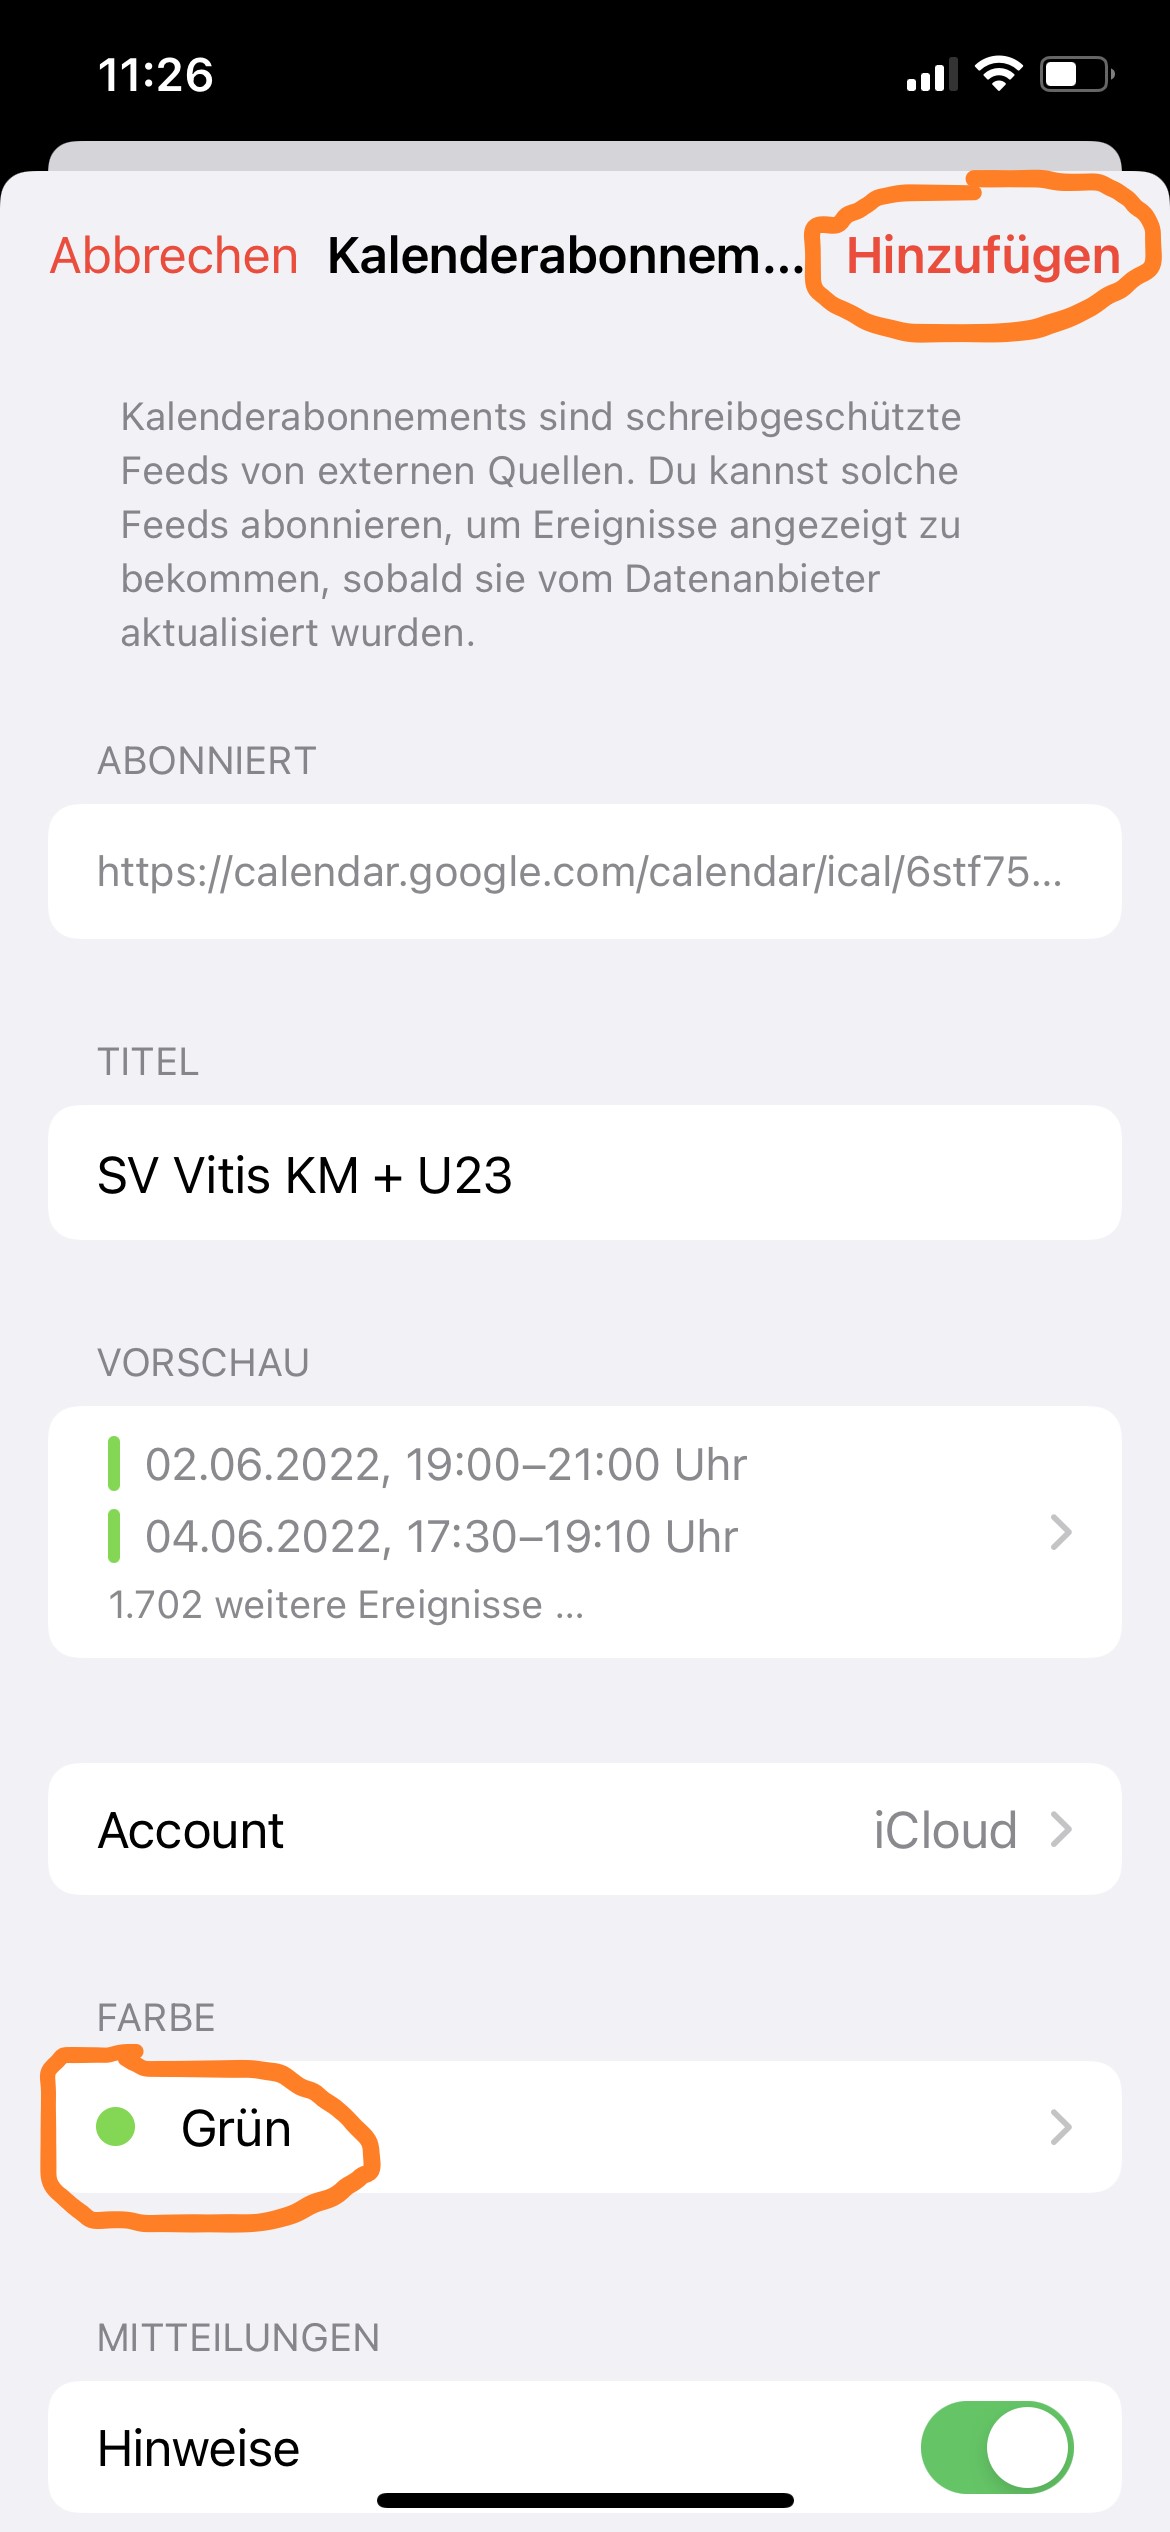 11:26
Abbrechen Kalenderabonnem... Hinzufügen
Kalenderabonnements sind schreibgeschützte
Feeds von externen Quellen. Du kannst solche
Feeds abonnieren, um Ereignisse angezeigt zu
bekommen, sobald sie vom Datenanbieter
aktualisiert wurden.
ABONNIERT
https://calendar.google.com/calendar/ical/6stf75...
TITEL
SV Vitis KM + U23
VORSCHAU
02.06.2022, 19:00–21:00 Uhr
04.06.2022, 17:30–19:10 Uhr
1.702 weitere Ereignisse ...
Account iCloud
FARBE
Grün
MITTEILUNGEN
Hinweise